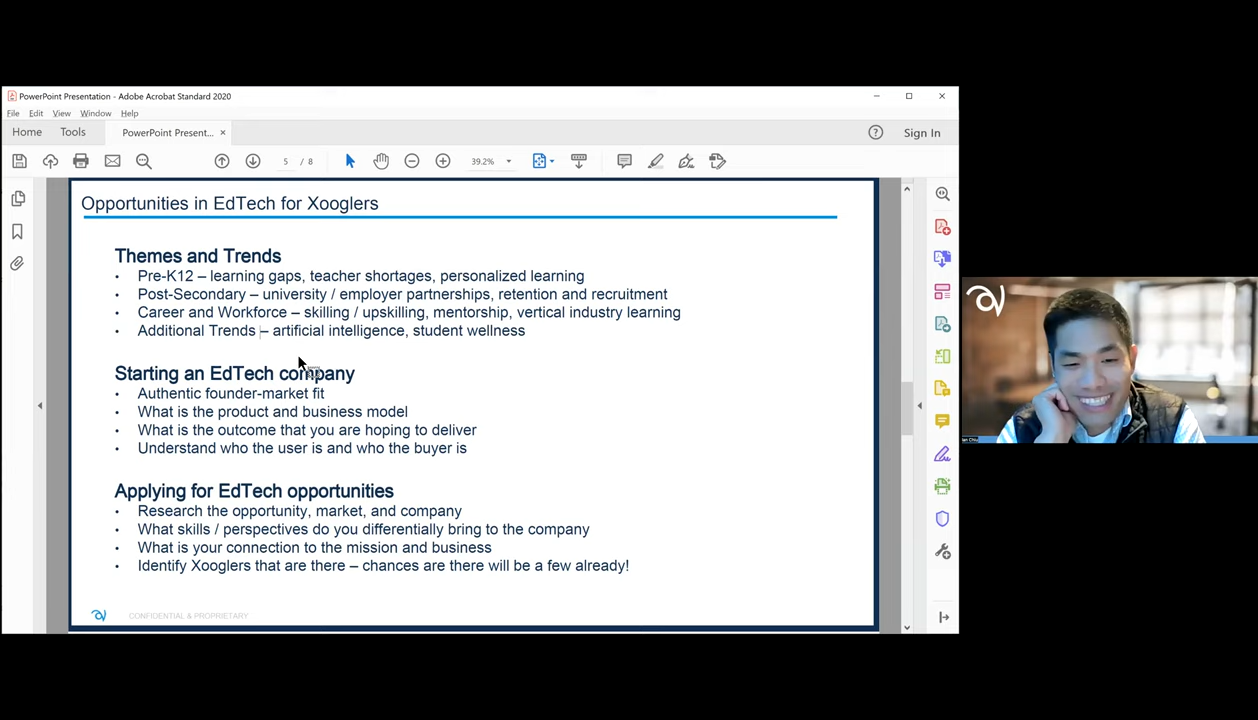 PowerPoint Presentation - Adobe Acrobat Standard 2020
File Edit View Window Help
Home Tools PowerPoint Present... × Sign In
5 / 8 39.2%
Opportunities in EdTech for Xooglers
Themes and Trends
• Pre-K12 – learning gaps, teacher shortages, personalized learning
• Post-Secondary – university / employer partnerships, retention and recruitment
• Career and Workforce – skilling / upskilling, mentorship, vertical industry learning
• Additional Trends – artificial intelligence, student wellness
Starting an EdTech company
• Authentic founder-market fit
• What is the product and business model
• What is the outcome that you are hoping to deliver
• Understand who the user is and who the buyer is
Applying for EdTech opportunities
• Research the opportunity, market, and company
• What skills / perspectives do you differentially bring to the company
• What is your connection to the mission and business
• Identify Xooglers that are there – chances are there will be a few already!
CONFIDENTIAL & PROPRIETARY